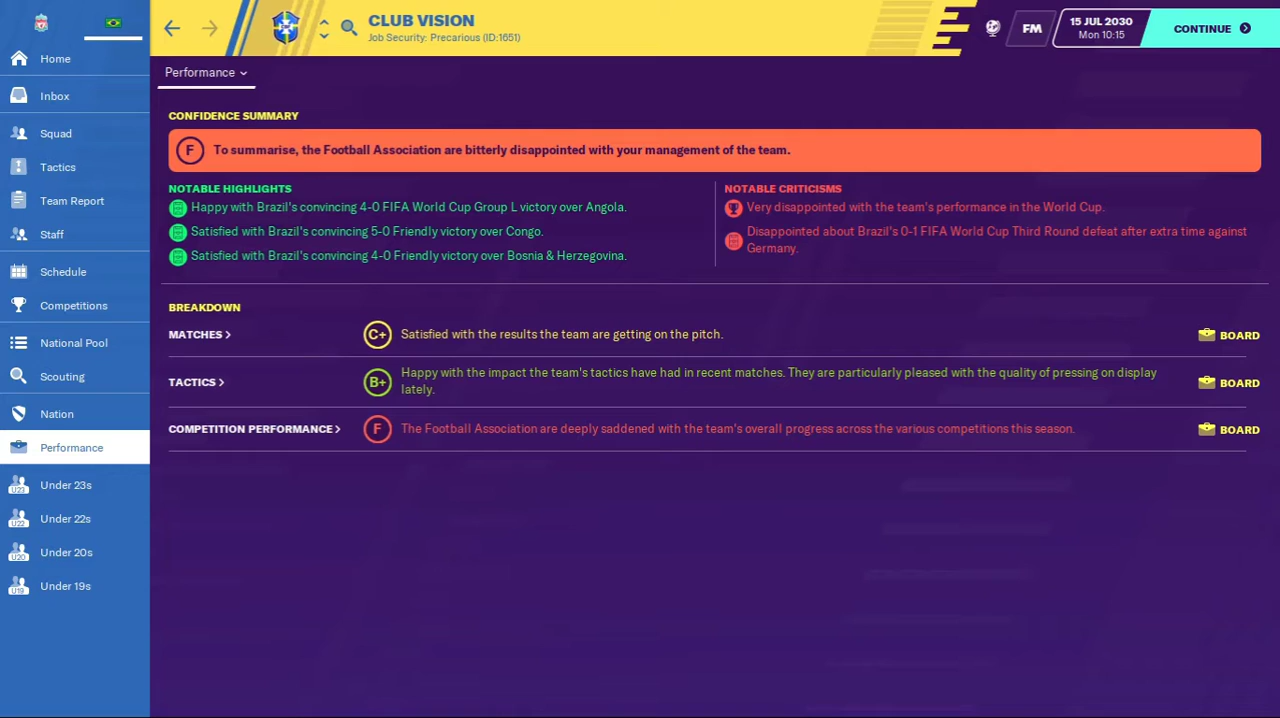 CLUB VISION
Job Security: Precarious (ID:1651)
FM
15 JUL 2030
Mon 10:15
CONTINUE
Home
Inbox
Squad
Tactics
Team Report
Staff
Schedule
Competitions
National Pool
Scouting
Nation
Performance
U23 Under 23s
U22 Under 22s
U20 Under 20s
U19 Under 19s
Performance
CONFIDENCE SUMMARY
F To summarise, the Football Association are bitterly disappointed with your management of the team.
NOTABLE HIGHLIGHTS
Happy with Brazil's convincing 4-0 FIFA World Cup Group L victory over Angola.
Satisfied with Brazil's convincing 5-0 Friendly victory over Congo.
Satisfied with Brazil's convincing 4-0 Friendly victory over Bosnia & Herzegovina.
NOTABLE CRITICISMS
Very disappointed with the team's performance in the World Cup.
Disappointed about Brazil's 0-1 FIFA World Cup Third Round defeat after extra time against
Germany.
BREAKDOWN
MATCHES C+ Satisfied with the results the team are getting on the pitch. BOARD
TACTICS B+ Happy with the impact the team's tactics have had in recent matches. They are particularly pleased with the quality of pressing on display
lately. BOARD
COMPETITION PERFORMANCE F The Football Association are deeply saddened with the team's overall progress across the various competitions this season. BOARD